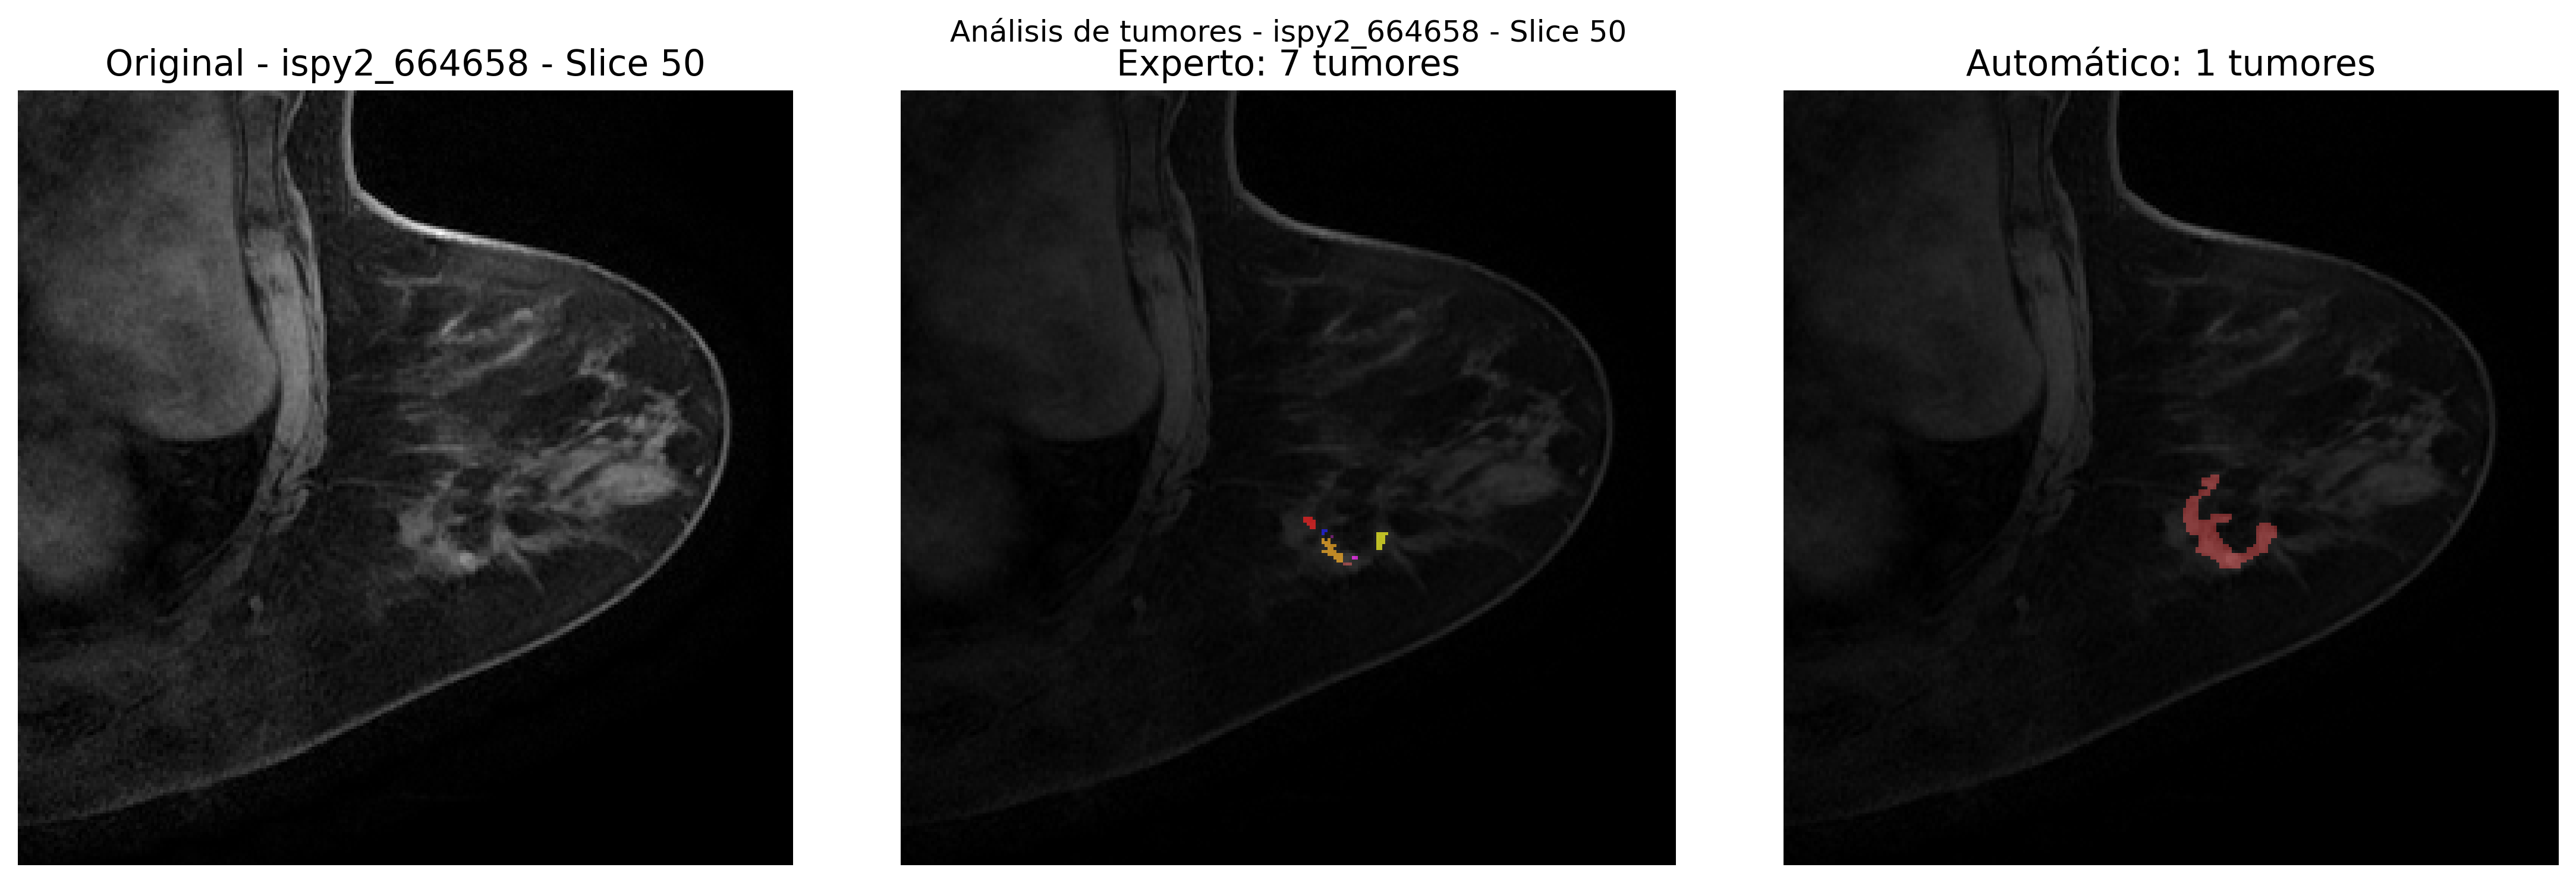 Análisis de tumores - ispy2_664658 - Slice 50
Original - ispy2_664658 - Slice 50
Experto: 7 tumores
Automático: 1 tumores